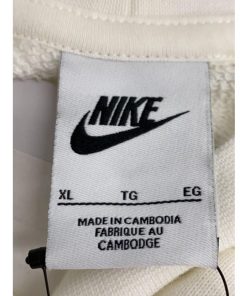 NIKE
XL TG EG
MADE IN CAMBODIA
FABRIQUE AU
CAMBODGE